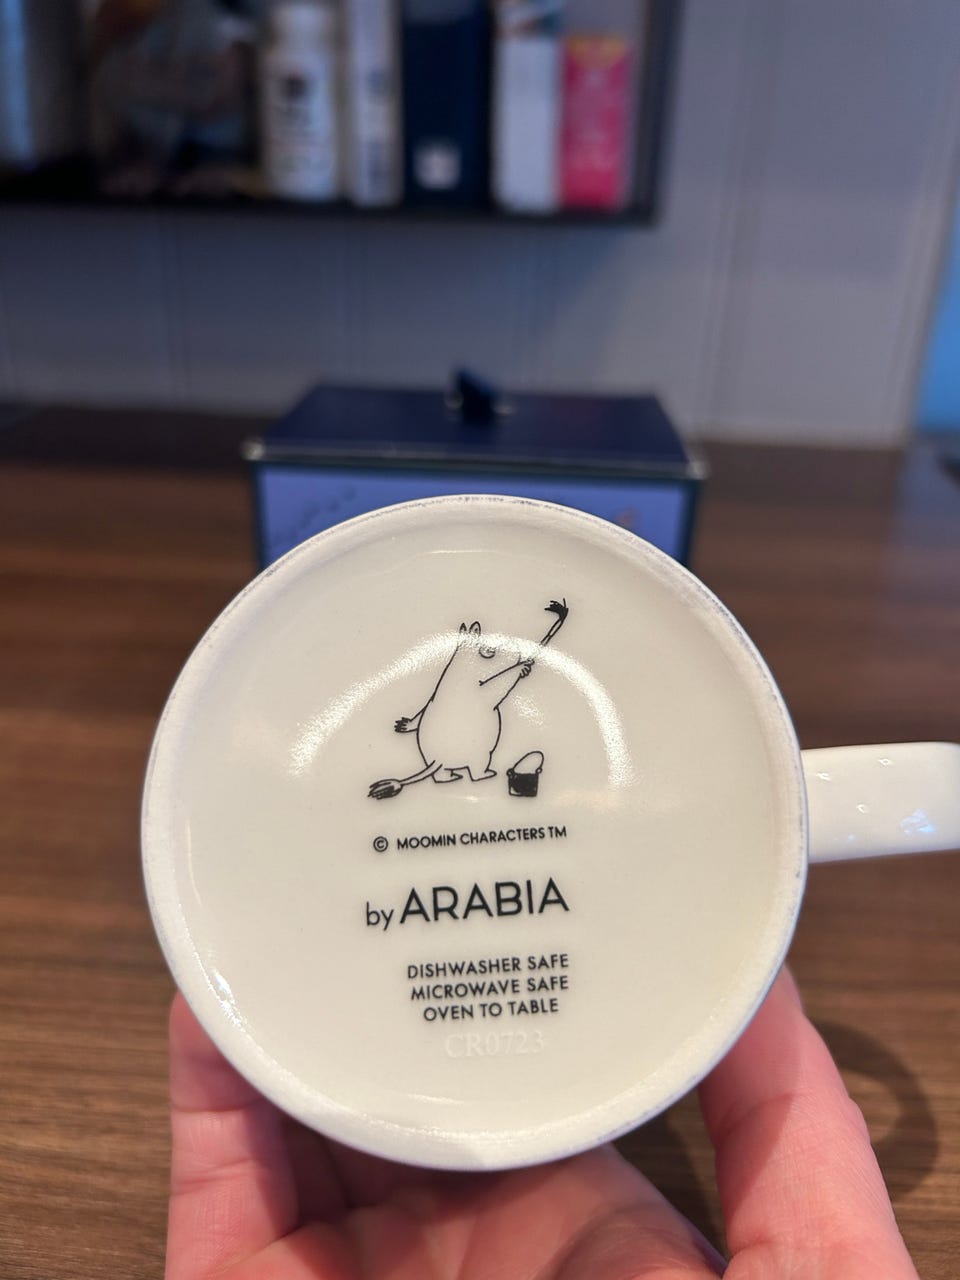 © MOOMIN CHARACTERS TM
by ARABIA
DISHWASHER SAFE
MICROWAVE SAFE
OVEN TO TABLE
CR0723